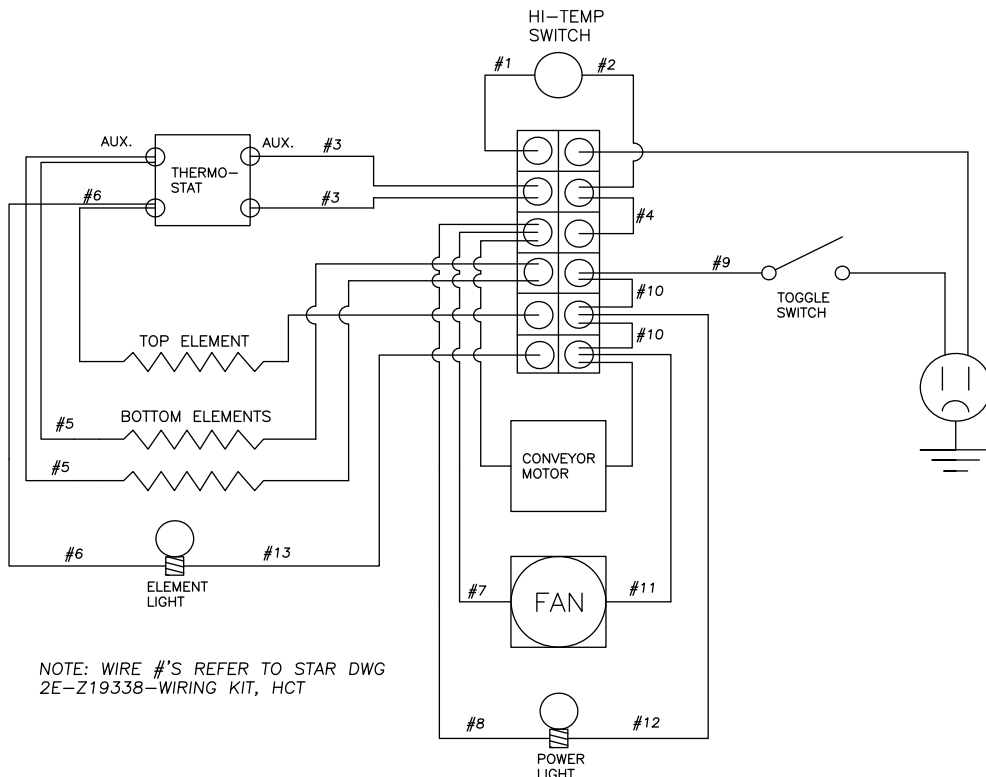 HI-TEMP
SWITCH
#1
#2
AUX.
AUX.
#3
THERMO-
STAT
#6
#3
#4
#9
#10
TOGGLE
SWITCH
#10
TOP ELEMENT
BOTTOM ELEMENTS
#5
#5
CONVEYOR
MOTOR
#6
#13
ELEMENT
LIGHT
#7
FAN
#11
NOTE: WIRE #'S REFER TO STAR DWG
2E-Z19338-WIRING KIT, HCT
#8
#12
POWER
LIGHT